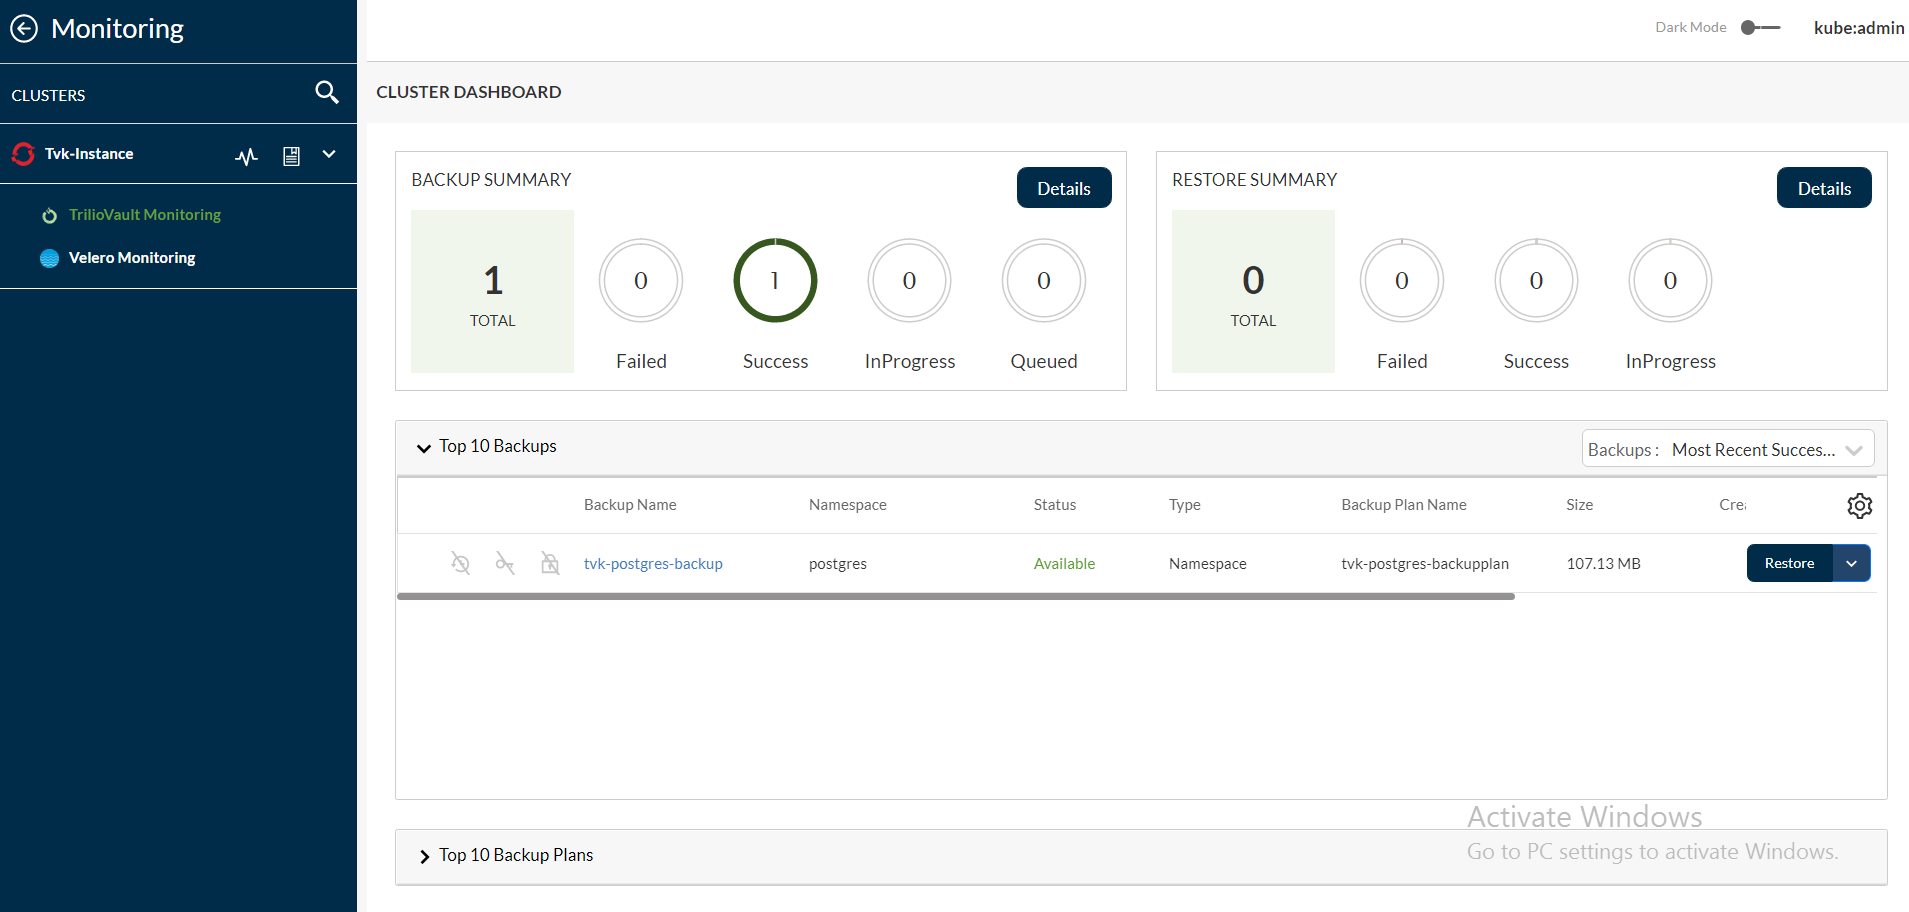 Monitoring
Dark Mode
kube:admin
CLUSTERS
CLUSTER DASHBOARD
Tvk-Instance
TrilioVault Monitoring
Velero Monitoring
BACKUP SUMMARY
Details
1
TOTAL
0
Failed
1
Success
0
InProgress
0
Queued
RESTORE SUMMARY
Details
0
TOTAL
0
Failed
0
Success
0
InProgress
Top 10 Backups
Backups : Most Recent Succes...
Backup Name Namespace Status Type Backup Plan Name Size Crea
tvk-postgres-backup postgres Available Namespace tvk-postgres-backupplan 107.13 MB Restore
Top 10 Backup Plans
Activate Windows
Go to PC settings to activate Windows.